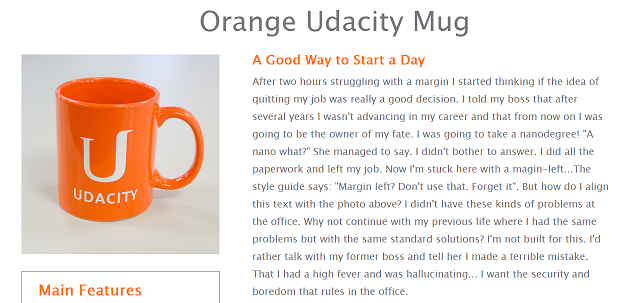 Orange Udacity Mug
U
UDACITY
Main Features
A Good Way to Start a Day
After two hours struggling with a margin I started thinking if the idea of
quitting my job was really a good decision. I told my boss that after
several years I wasn't advancing in my career and that from now on I was
going to be the owner of my fate. I was going to take a nanodegree! "A
nano what?" She managed to say. I didn't bother to answer. I did all the
paperwork and left my job. Now I'm stuck here with a magin-left...The
style guide says: "Margin left? Don't use that. Forget it". But how do I align
this text with the photo above? I didn't have these kinds of problems at
the office. Why not continue with my previous life where I had the same
problems but with the same standard solutions? I'm not built for this. I'd
rather talk with my former boss and tell her I made a terrible mistake.
That I had a high fever and was hallucinating... I want the security and
boredom that rules in the office.